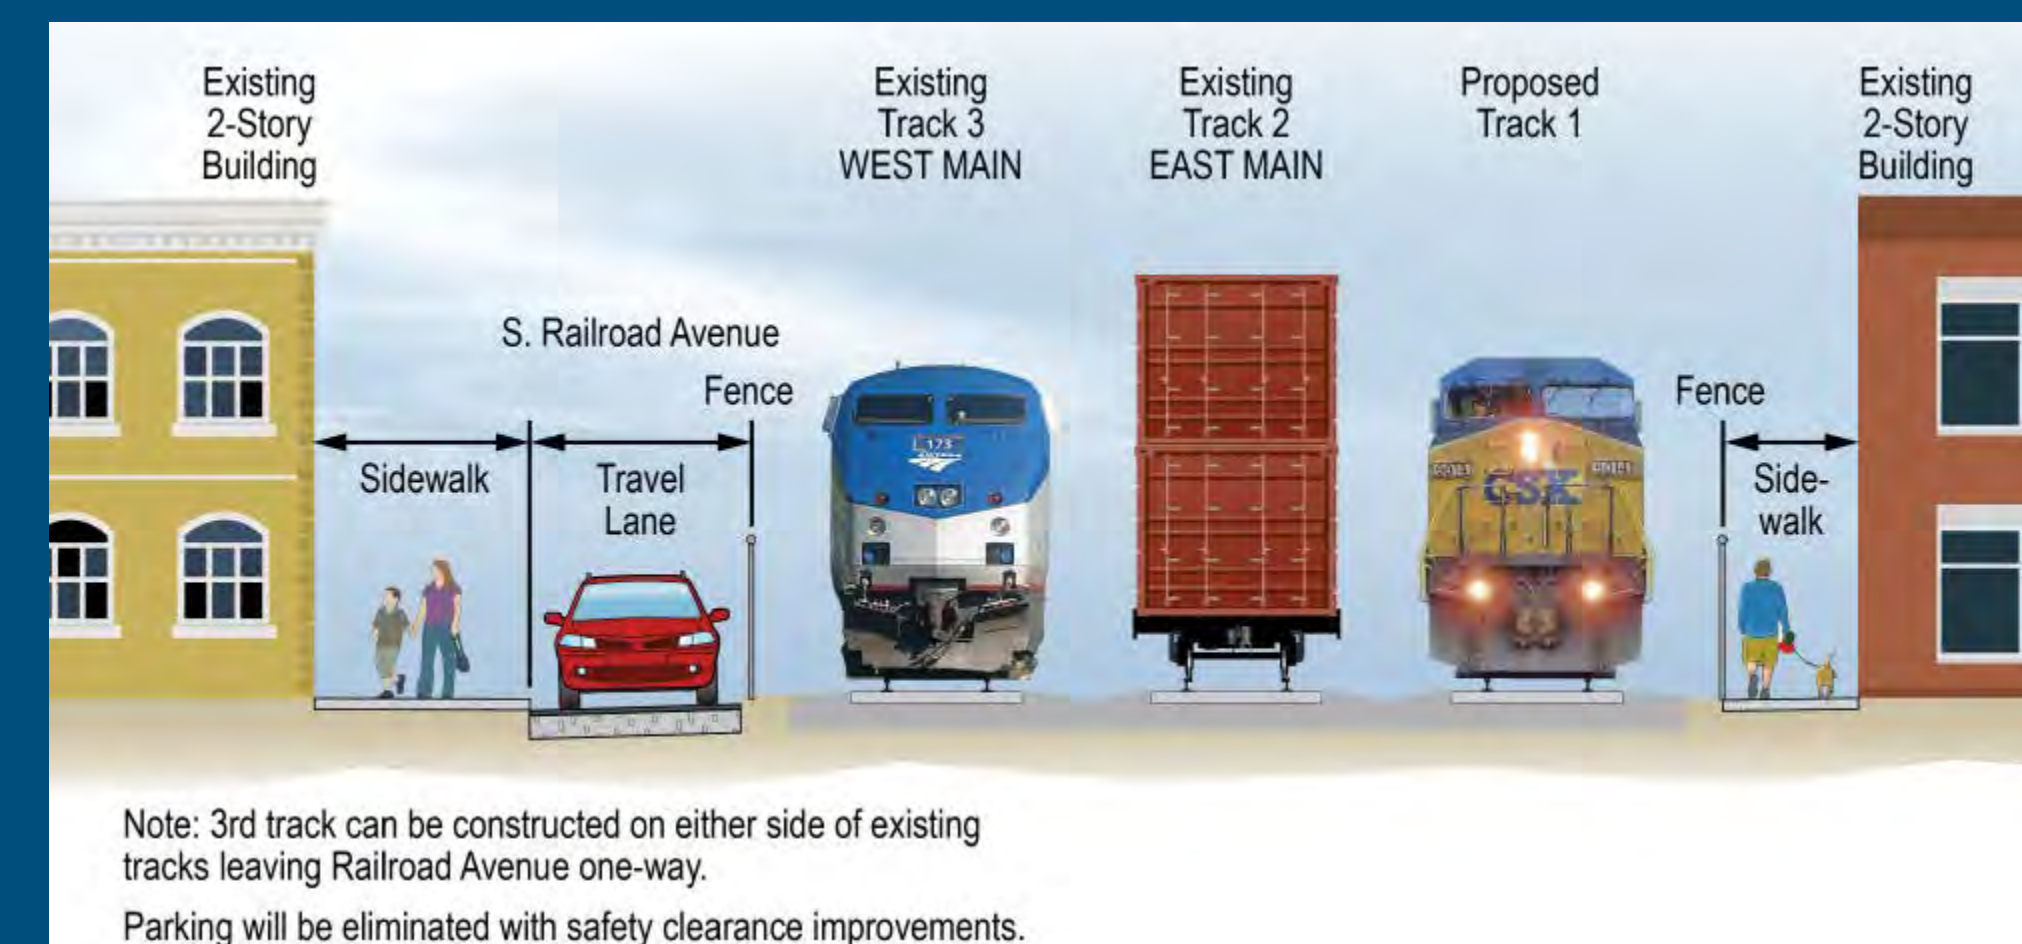 Existing
2-Story
Building
Existing
Track 3
WEST MAIN
Existing
Track 2
EAST MAIN
Proposed
Track 1
Existing
2-Story
Building
S. Railroad Avenue
Fence
Fence
Sidewalk
Travel
Lane
Side-
walk
173
CSX
Note: 3rd track can be constructed on either side of existing
tracks leaving Railroad Avenue one-way.
Parking will be eliminated with safety clearance improvements.